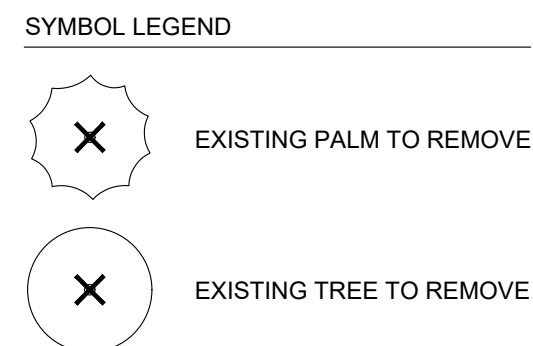 SYMBOL LEGEND
EXISTING PALM TO REMOVE
EXISTING TREE TO REMOVE